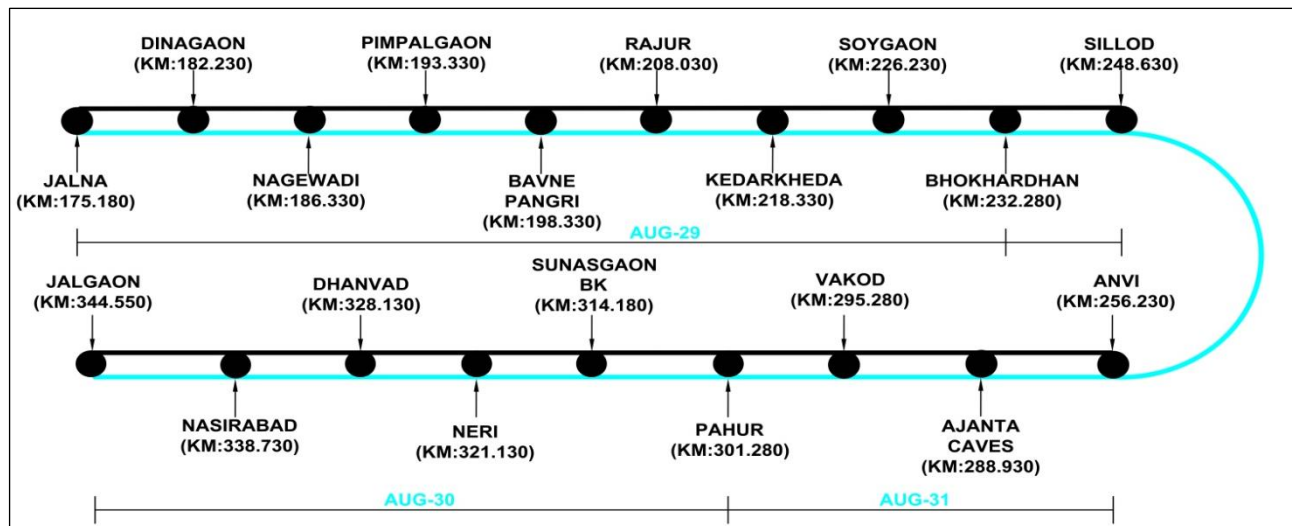 DINAGAON
(KM:182.230)
PIMPALGAON
(KM:193.330)
RAJUR
(KM:208.030)
SOYGAON
(KM:226.230)
SILLOD
(KM:248.630)
JALNA
(KM:175.180)
NAGEWADI
(KM:186.330)
BAVNE
PANGRI
(KM:198.330)
KEDARKHEDA
(KM:218.330)
BHOKHARDHAN
(KM:232.280)
AUG-29
JALGAON
(KM:344.550)
DHANVAD
(KM:328.130)
SUNASGAON
BK
(KM:314.180)
VAKOD
(KM:295.280)
ANVI
(KM:256.230)
NASIRABAD
(KM:338.730)
NERI
(KM:321.130)
PAHUR
(KM:301.280)
AJANTA
CAVES
(KM:288.930)
AUG-30
AUG-31